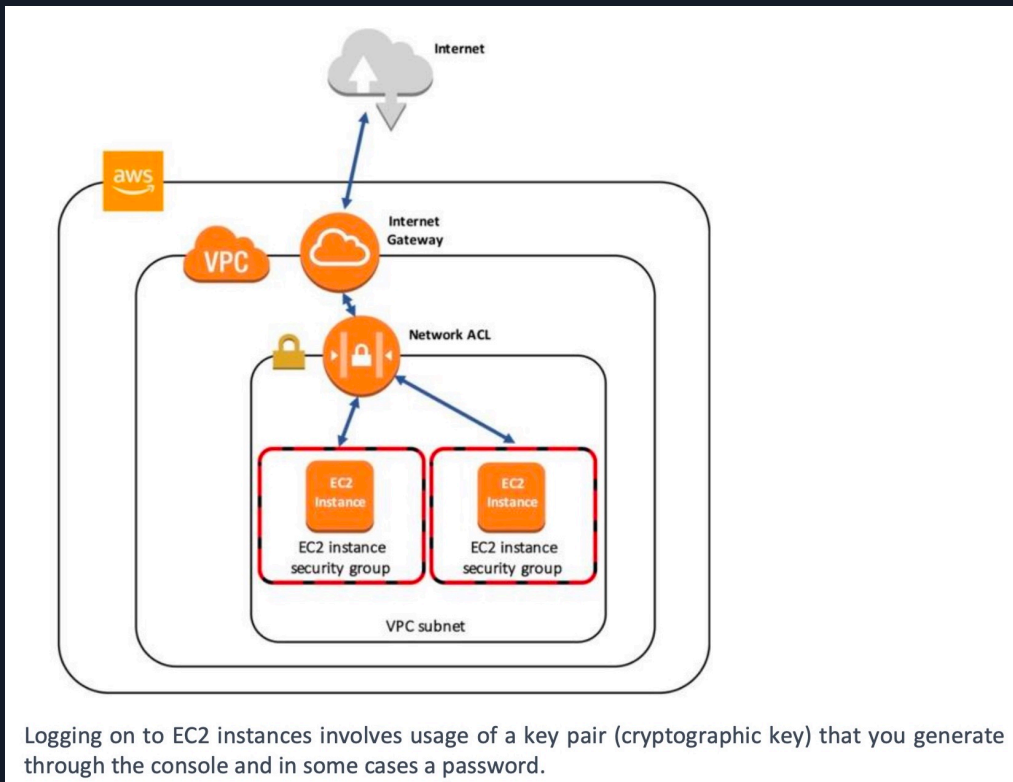 Internet
aws
Internet
Gateway
VPC
Network ACL
EC2
Instance
EC2 instance
security group
EC2
Instance
EC2 instance
security group
VPC subnet
Logging on to EC2 instances involves usage of a key pair (cryptographic key) that you generate
through the console and in some cases a password.